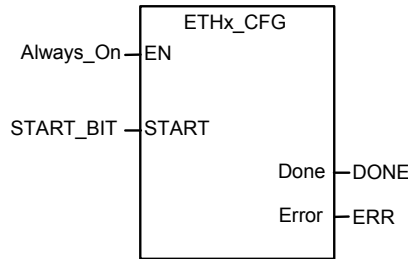 ETHx_CFG
Always_On EN
START_BIT START
Done DONE
Error ERR